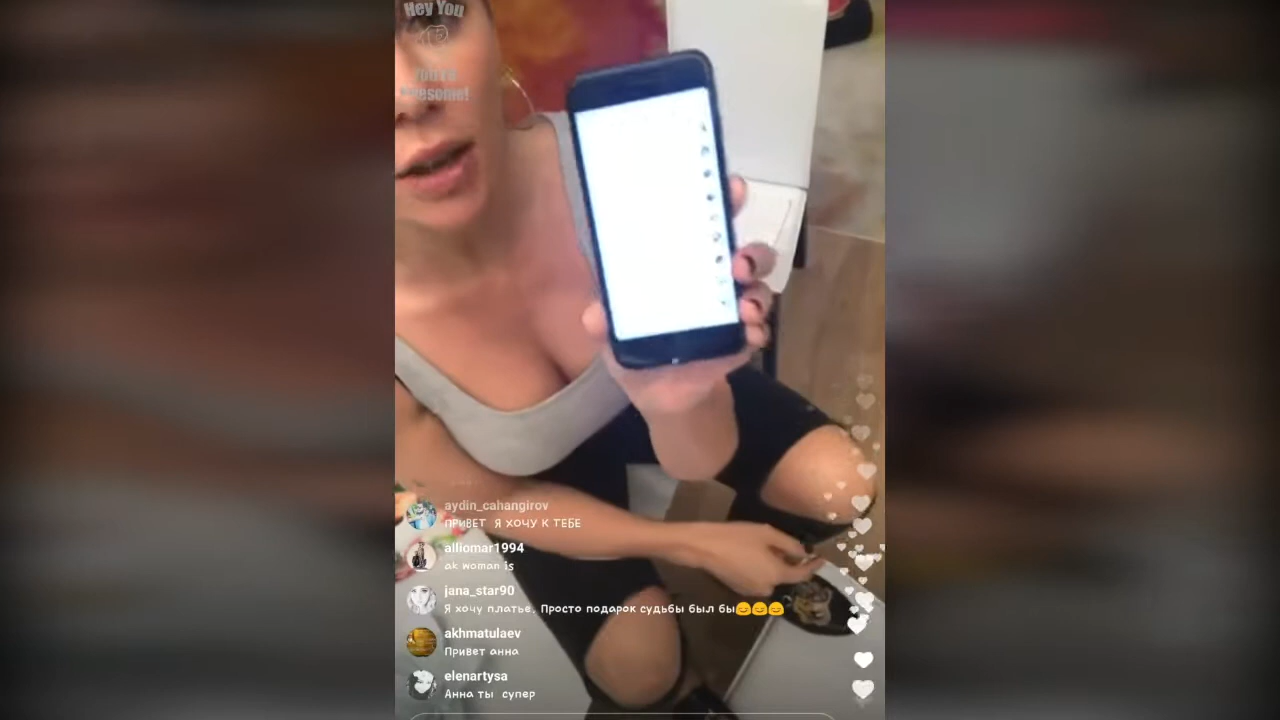 Hey You
You're
awesome!
aydin_cahangirov
ПРИВЕТ Я ХОЧУ К ТЕБЕ
alliomar1994
ak woman is
jana_star90
Я хочу платье. Просто подарок судьбы был бы🤗🤗🤗
akhmatulaev
Привет анна
elenartysa
Анна ты супер